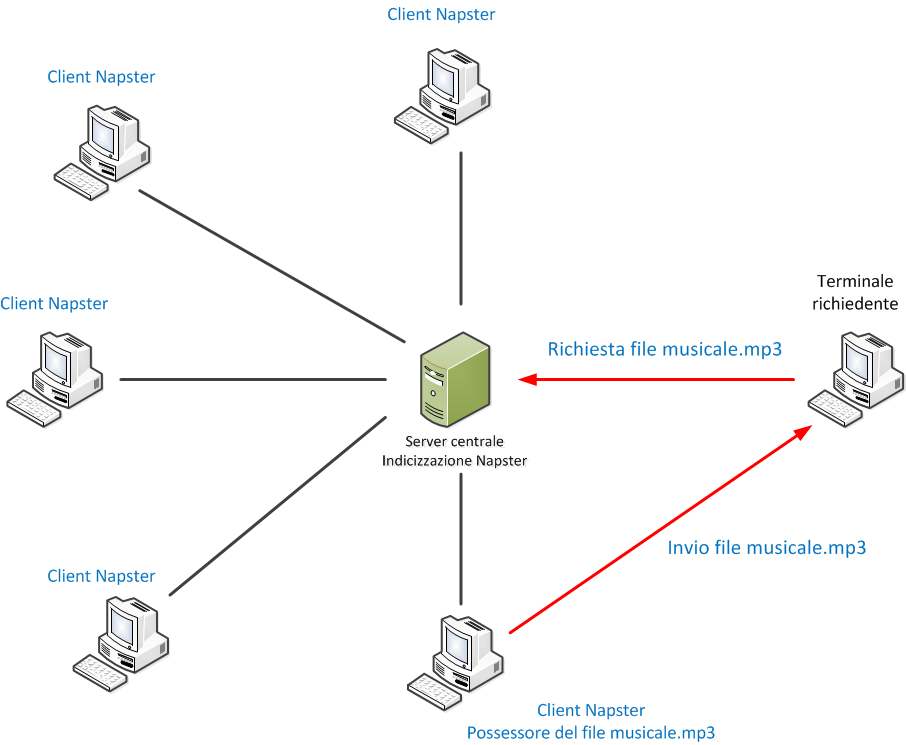 Client Napster
Client Napster
Terminale
richiedente
Client Napster
Richiesta file musicale.mp3
Server centrale
Indicizzazione Napster
Invio file musicale.mp3
Client Napster
Client Napster
Possessore del file musicale.mp3